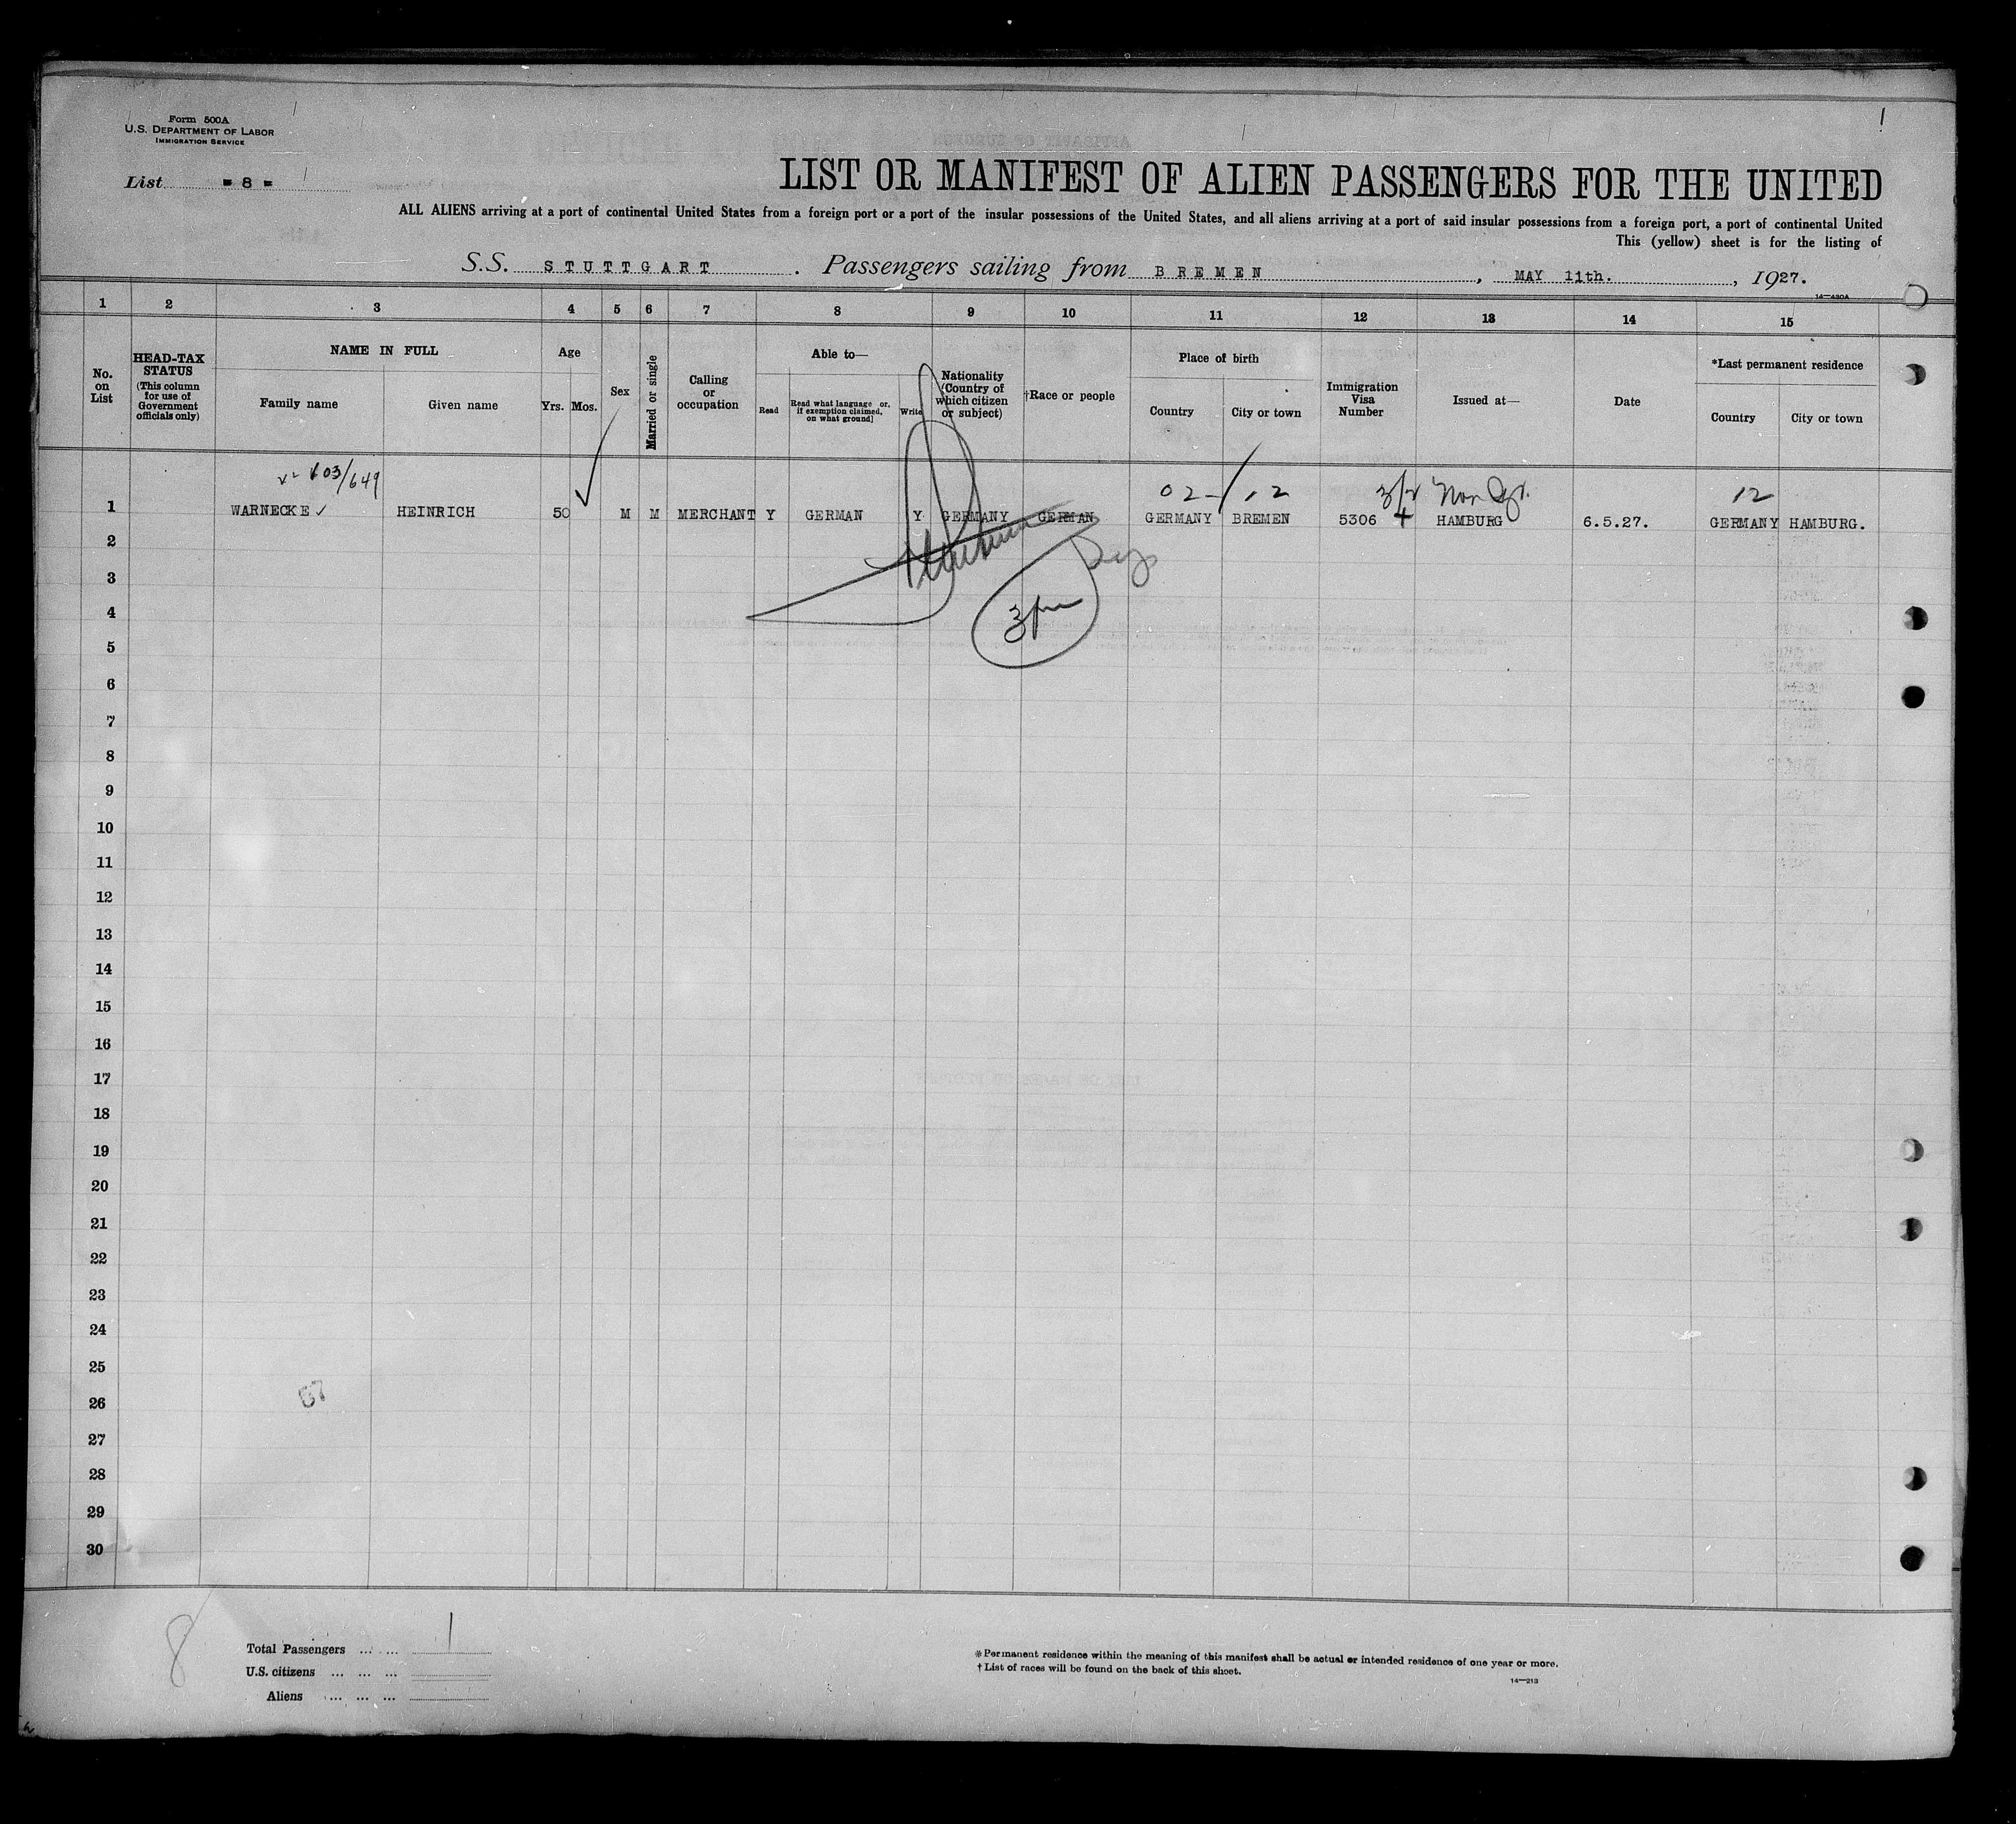 Form 500A
U.S. DEPARTMENT OF LABOR
IMMIGRATION SERVICE
List - 8 -
LIST OR MANIFEST OF ALIEN PASSENGERS FOR THE UNITED
ALL ALIENS arriving at a port of continental United States from a foreign port or a port of the insular possessions of the United States, and all aliens arriving at a port of said insular possessions from a foreign port, a port of continental United
This (yellow) sheet is for the listing of
S.S. STUTTGART. Passengers sailing from BREMEN, MAY 11th., 1927.
14—430A
1 2 3 4 5 6 7 8 9 10 11 12 13 14 15
No. on List
HEAD-TAX STATUS (This column for use of Government officials only)
NAME IN FULL
Family name Given name
Age
Yrs. Mos.
Sex
Married or single
Calling or occupation
Able to—
Read
Read what language or, if exemption claimed, on what ground]
Write
Nationality (Country of which citizen or subject)
†Race or people
Place of birth
Country City or town
Immigration Visa Number
Issued at—
Date
*Last permanent residence
Country City or town
603/649
02-/12 12
1 WARNECKE ✓ HEINRICH 50 M M MERCHANT Y GERMAN Y. GERMANY GERMAN GERMANY BREMEN 5306 + HAMBURG 6.5.27. GERMANY HAMBURG.
2
3
4
5
6
7
8
9
10
11
12
13
14
15
16
17
18
19
20
21
22
23
24
25
26
27
28
29
30
8
Total Passengers ... ... 1
U.S. citizens ... ... ...
Aliens ... ... ...
*Permanent residence within the meaning of this manifest shall be actual or intended residence of one year or more.
†List of races will be found on the back of this sheet.
14—213